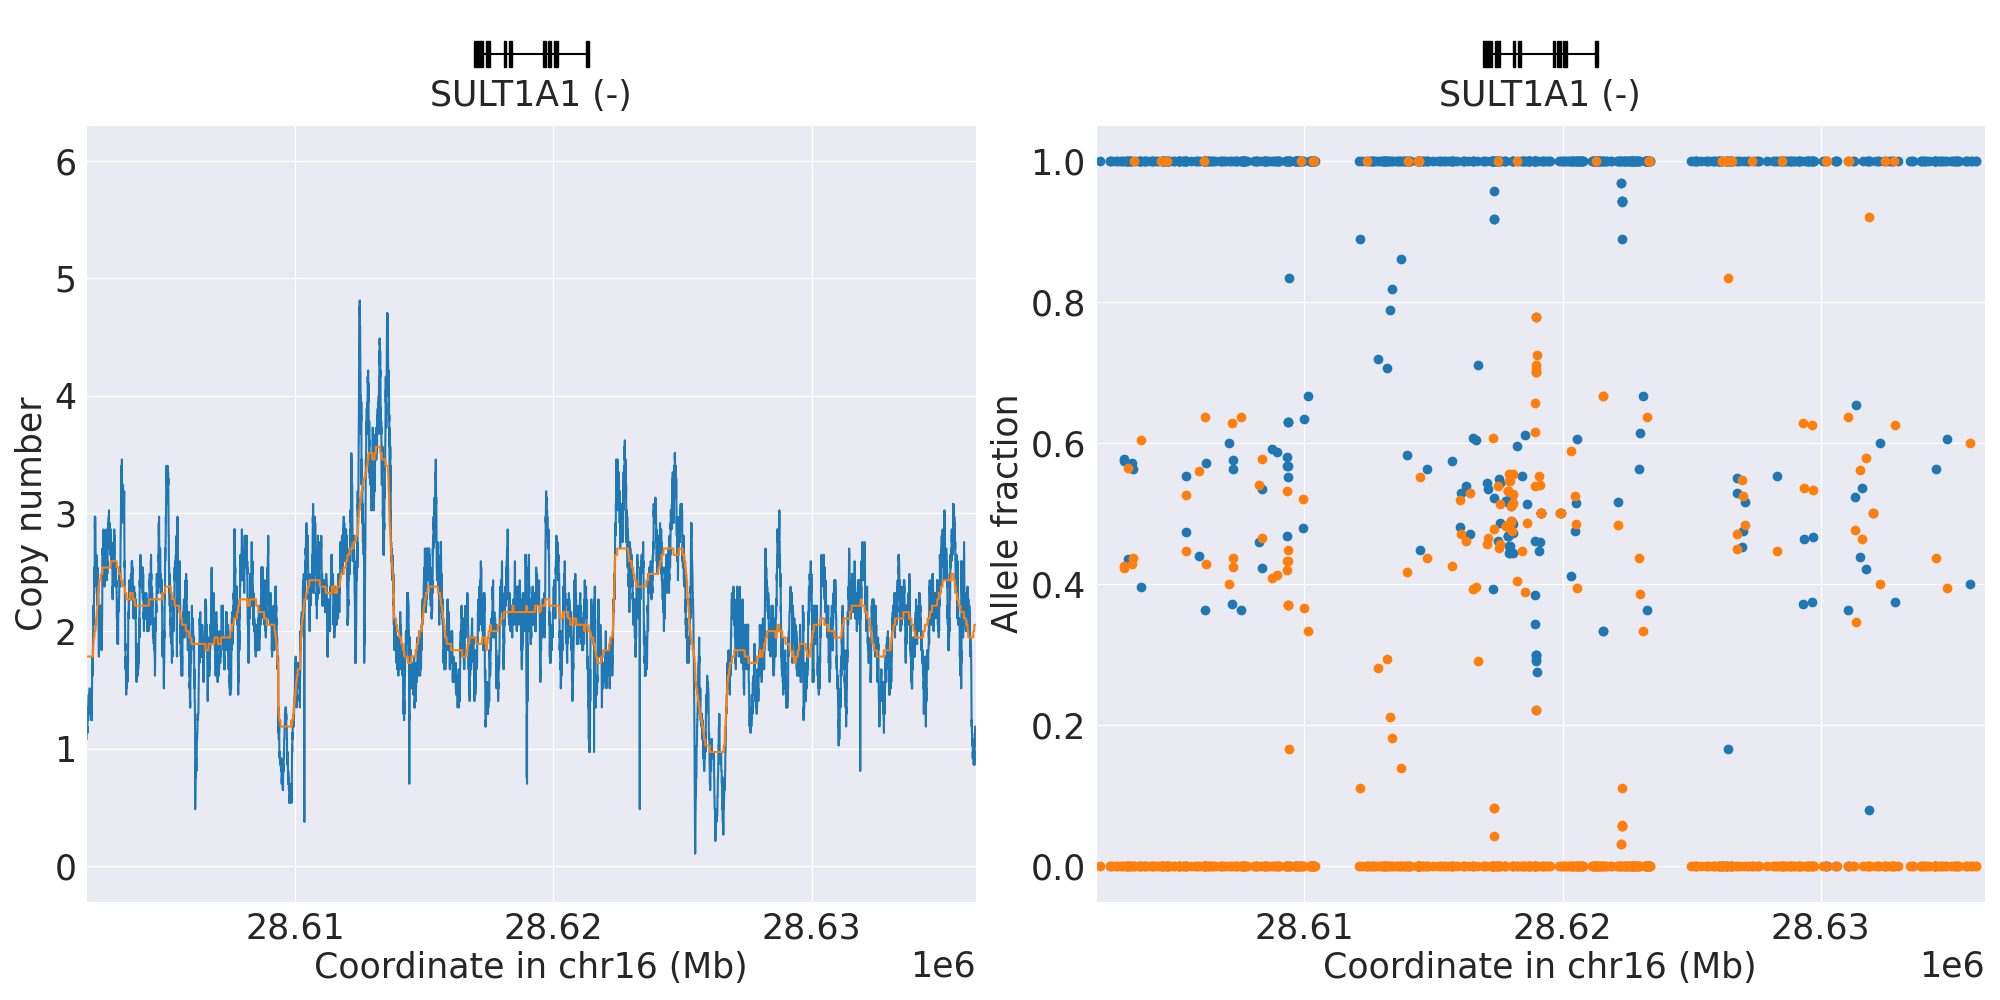 SULT1A1 (-)
6
5
4
3
2
1
0
Copy number
28.61
28.62
28.63
Coordinate in chr16 (Mb)
1e6
SULT1A1 (-)
1.0
0.8
0.6
0.4
0.2
0.0
Allele fraction
28.61
28.62
28.63
Coordinate in chr16 (Mb)
1e6